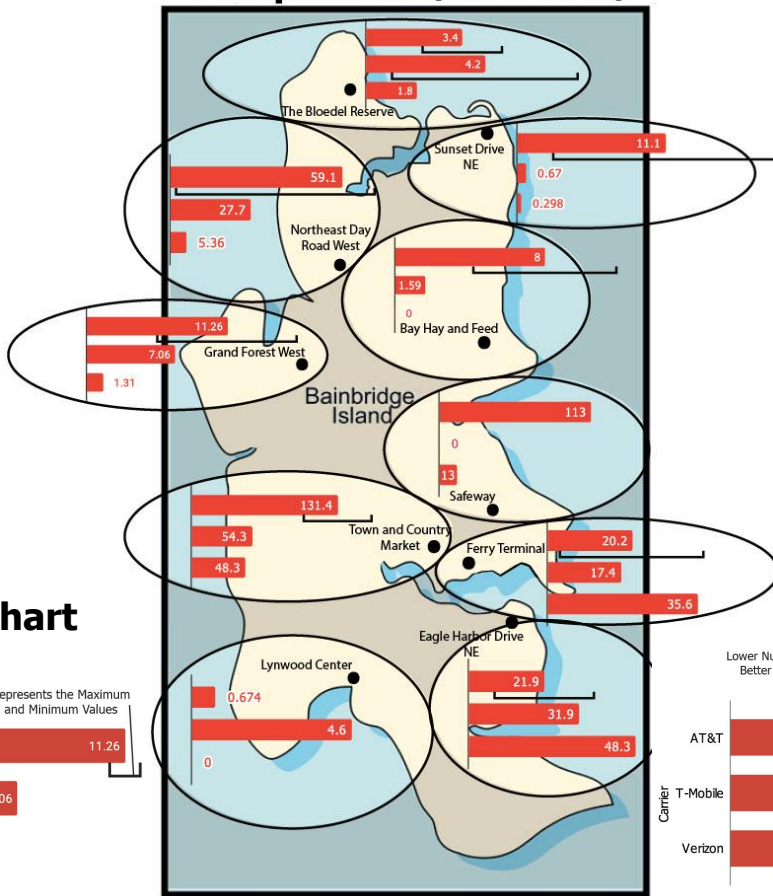 3.4
4.2
1.8
The Bloedel Reserve
Sunset Drive
NE
11.1
0.67
0.298
59.1
27.7
5.36
Northeast Day
Road West
8
1.59
0
Bay Hay and Feed
11.26
7.06
1.31
Grand Forest West
Bainbridge
Island
113
0
13
Safeway
131.4
54.3
48.3
Town and Country
Market
Ferry Terminal
20.2
17.4
35.6
Eagle Harbor Drive
NE
21.9
31.9
48.3
Lynwood Center
0.674
4.6
0
hart
epresents the Maximum
and Minimum Values
11.26
06
Lower Nu
Better
AT&T
T-Mobile
Verizon
Carrier